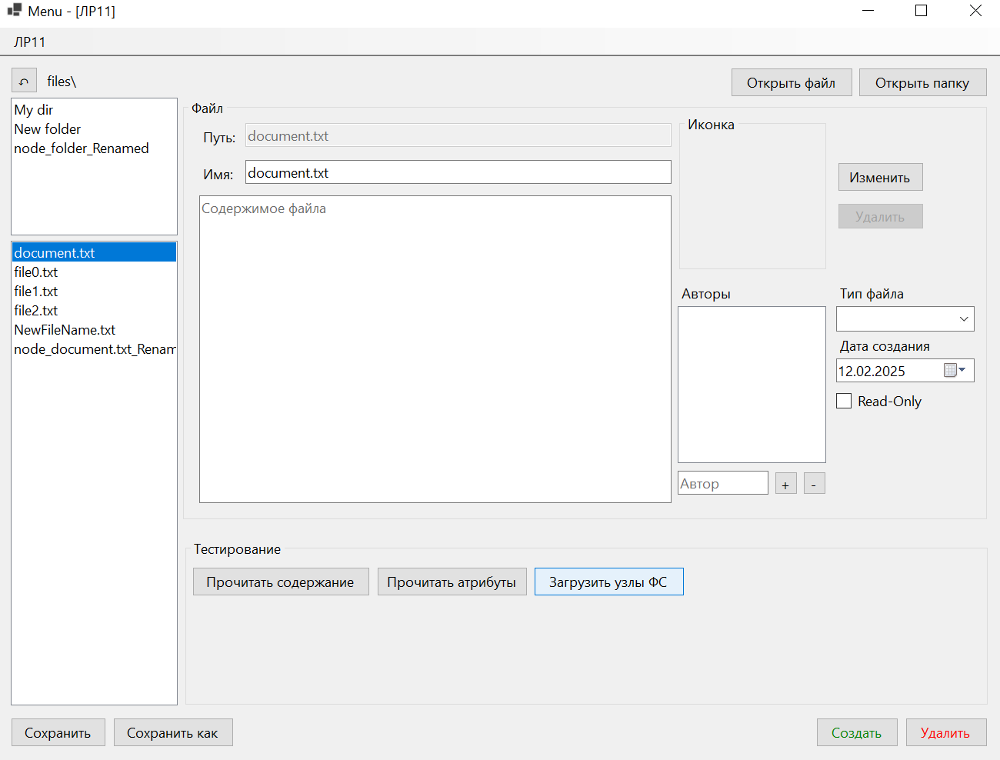 Menu - [ЛР11]
ЛР11
files\
Открыть файл
Открыть папку
My dir
New folder
node_folder_Renamed
document.txt
file0.txt
file1.txt
file2.txt
NewFileName.txt
node_document.txt_Renam
Файл
Путь:
document.txt
Имя:
document.txt
Содержимое файла
Иконка
Изменить
Удалить
Авторы
Автор
+
-
Тип файла
Дата создания
12.02.2025
Read-Only
Тестирование
Прочитать содержание
Прочитать атрибуты
Загрузить узлы ФС
Сохранить
Сохранить как
Создать
Удалить